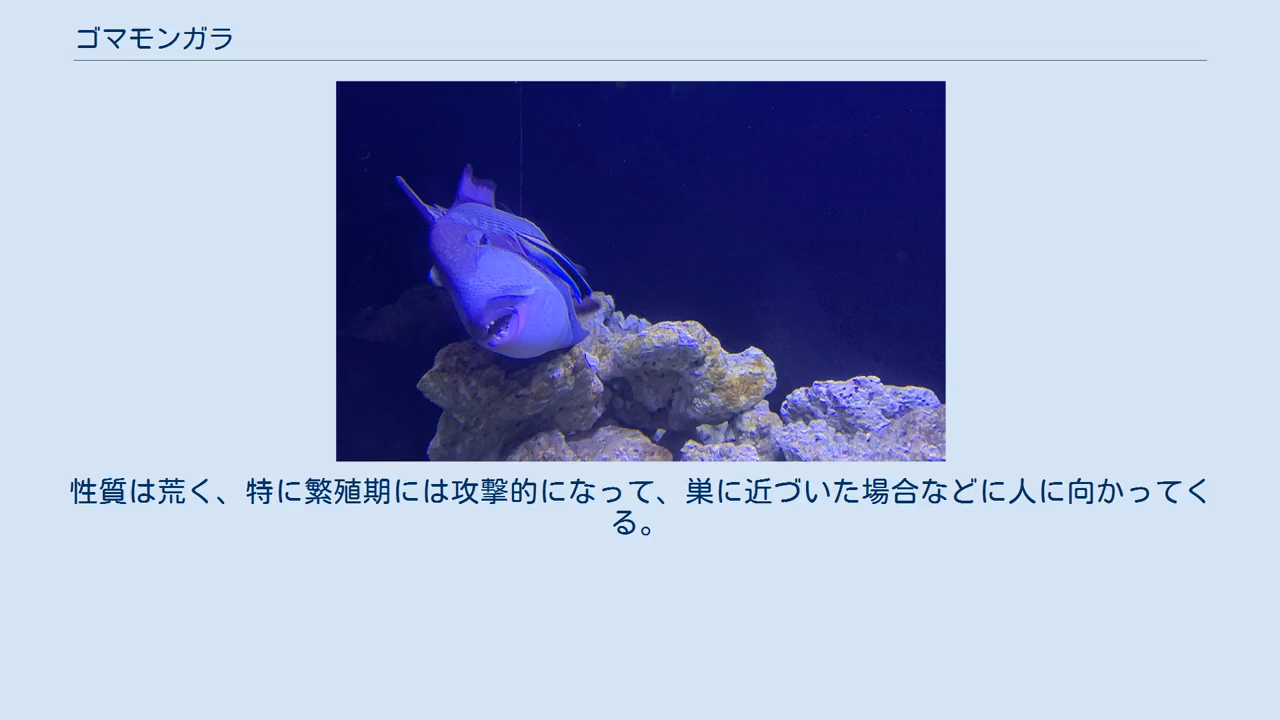 ゴマモンガラ
性質は荒く、特に繁殖期には攻撃的になって、巣に近づいた場合などに人に向かってく
る。